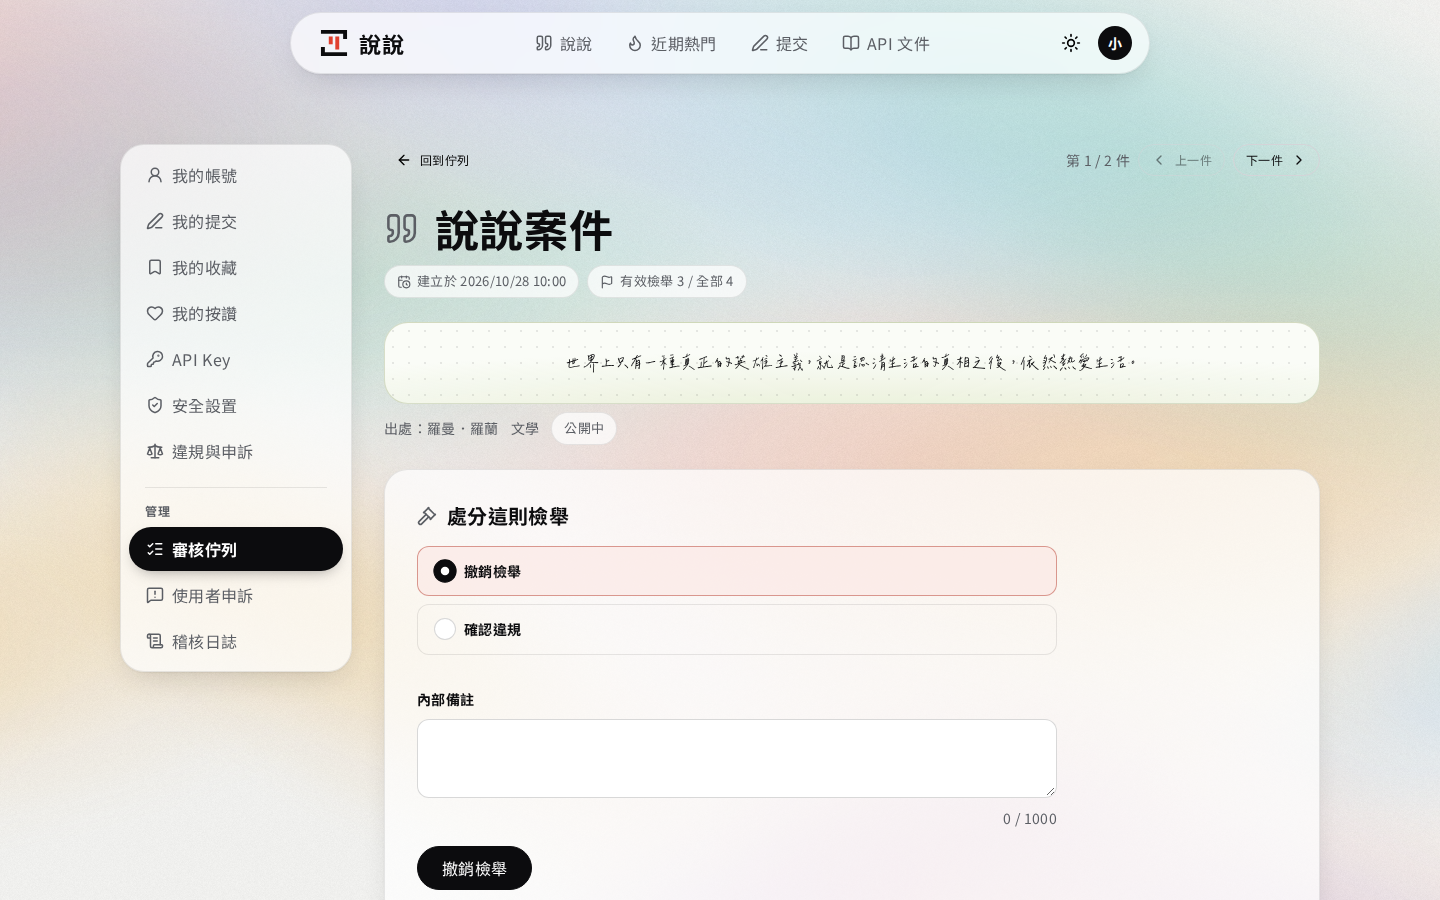 說說
說說
近期熱門
提交
API 文件
小
我的帳號
我的提交
我的收藏
我的按讚
API Key
安全設置
違規與申訴
管理
審核佇列
使用者申訴
稽核日誌
回到佇列
第 1 / 2 件
上一件
下一件
說說案件
建立於 2026/10/28 10:00
有效檢舉 3 / 全部 4
世界上只有一種真正的英雄主義，就是認清生活的真相之後，依然熱愛生活。
出處：羅曼・羅蘭
文學
公開中
處分這則檢舉
撤銷檢舉
確認違規
內部備註
0 / 1000
撤銷檢舉